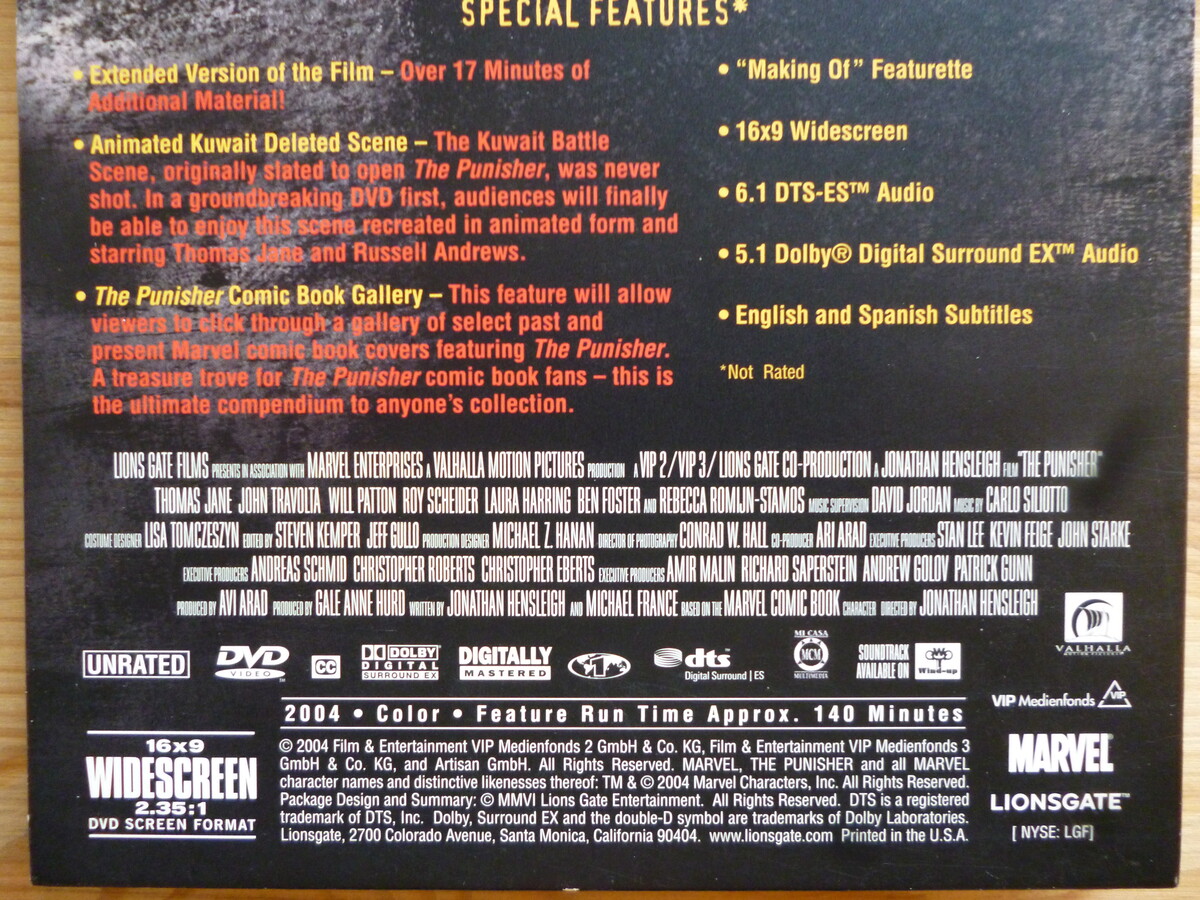 SPECIAL FEATURES*
• Extended Version of the Film – Over 17 Minutes of
Additional Material!
• Animated Kuwait Deleted Scene – The Kuwait Battle
Scene, originally slated to open The Punisher, was never
shot. In a groundbreaking DVD first, audiences will finally
be able to enjoy this scene recreated in animated form and
starring Thomas Jane and Russell Andrews.
• The Punisher Comic Book Gallery – This feature will allow
viewers to click through a gallery of select past and
present Marvel comic book covers featuring The Punisher.
A treasure trove for The Punisher comic book fans – this is
the ultimate compendium to anyone's collection.
• "Making Of" Featurette
• 16x9 Widescreen
• 6.1 DTS-ES™ Audio
• 5.1 Dolby® Digital Surround EX™ Audio
• English and Spanish Subtitles
*Not Rated
LIONS GATE FILMS PRESENTS IN ASSOCIATION WITH MARVEL ENTERPRISES A VALHALLA MOTION PICTURES PRODUCTION A VIP 2/VIP 3/LIONS GATE CO-PRODUCTION A JONATHAN HENSLEIGH FILM "THE PUNISHER"
THOMAS JANE JOHN TRAVOLTA WILL PATTON ROY SCHEIDER LAURA HARRING BEN FOSTER AND REBECCA ROMIJN-STAMOS MUSIC SUPERVISION DAVID JORDAN MUSIC BY CARLO SILIOTTO
COSTUME DESIGNER LISA TOMCZESZYN EDITED BY STEVEN KEMPER JEFF GULLO PRODUCTION DESIGNER MICHAEL Z. HANAN DIRECTOR OF PHOTOGRAPHY CONRAD W. HALL CO-PRODUCER ARI ARAD EXECUTIVE PRODUCERS STAN LEE KEVIN FEIGE JOHN STARKE
EXECUTIVE PRODUCERS ANDREAS SCHMID CHRISTOPHER ROBERTS CHRISTOPHER EBERTS EXECUTIVE PRODUCERS AMIR MALIN RICHARD SAPERSTEIN ANDREW GOLOV PATRICK GUNN
PRODUCED BY AVI ARAD PRODUCED BY GALE ANNE HURD WRITTEN BY JONATHAN HENSLEIGH AND MICHAEL FRANCE BASED ON THE MARVEL COMIC BOOK CHARACTER DIRECTED BY JONATHAN HENSLEIGH
VALHALLA
UNRATED
DVD VIDEO
CC
DOLBY DIGITAL SURROUND EX
DIGITALLY MASTERED
1
dts Digital Surround | ES
MI CASA MCM MULTIMEDIA
SOUNDTRACK AVAILABLE ON Wind-up
VIP Medienfonds VIP
2004 • Color • Feature Run Time Approx. 140 Minutes
16x9
WIDESCREEN
2.35:1
DVD SCREEN FORMAT
© 2004 Film & Entertainment VIP Medienfonds 2 GmbH & Co. KG, Film & Entertainment VIP Medienfonds 3
GmbH & Co. KG, and Artisan GmbH. All Rights Reserved. MARVEL, THE PUNISHER and all MARVEL
character names and distinctive likenesses thereof: TM & © 2004 Marvel Characters, Inc. All Rights Reserved.
Package Design and Summary: © MMVI Lions Gate Entertainment. All Rights Reserved. DTS is a registered
trademark of DTS, Inc. Dolby, Surround EX and the double-D symbol are trademarks of Dolby Laboratories.
Lionsgate, 2700 Colorado Avenue, Santa Monica, California 90404. www.lionsgate.com Printed in the U.S.A.
MARVEL
LIONSGATE™
[ NYSE: LGF]